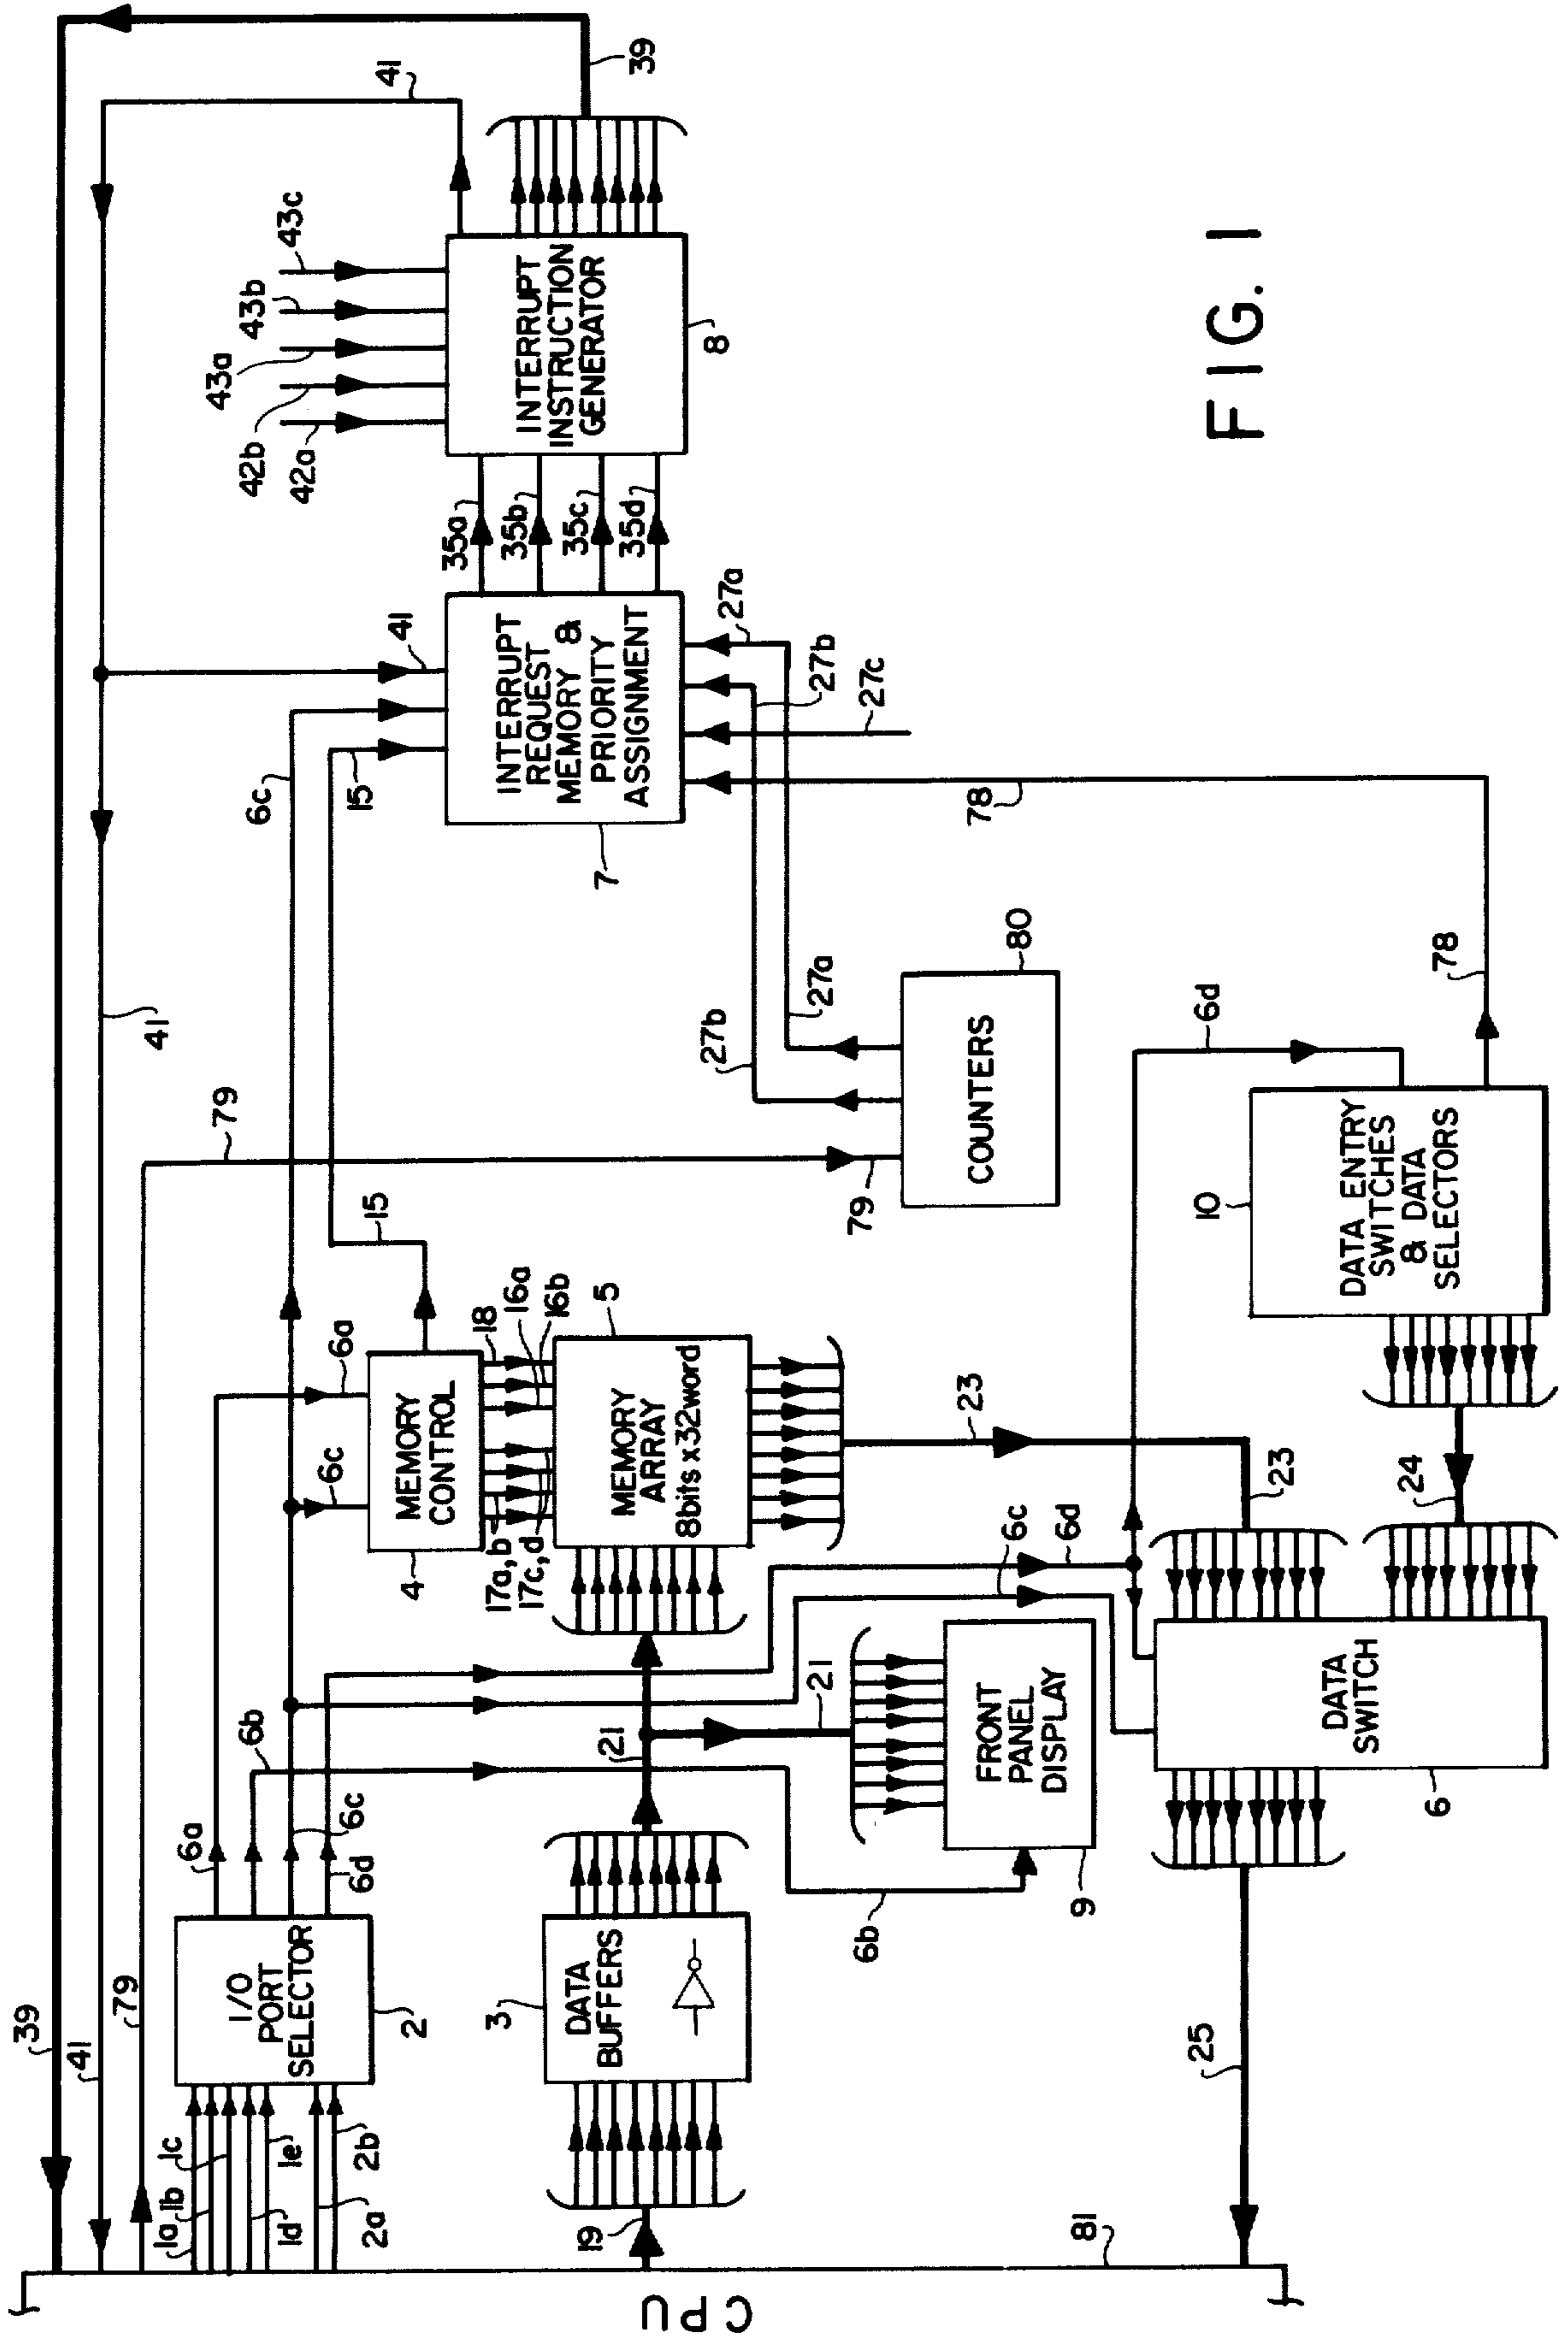 39
41
79
39
41
79
41
79
41
39
1a
1b
1c
1d
1e
2a
2b
I/O
PORT
SELECTOR
2
6a
6b
6c
6d
6a
6c
MEMORY
CONTROL
4
15
6c
15
41
17a,b
17c,d
18
16a
16b
MEMORY
ARRAY
8bits x32word
5
19
3
DATA
BUFFERS
21
21
6b
FRONT
PANEL
DISPLAY
9
6c
6d
23
23
79
COUNTERS
80
27b
27a
INTERRUPT
REQUEST
MEMORY &
PRIORITY
ASSIGNMENT
7
27a
27b
27c
78
35a
35b
35c
35d
42a
42b
43a
43b
43c
INTERRUPT
INSTRUCTION
GENERATOR
8
CPU
81
25
DATA
SWITCH
6
24
10
DATA ENTRY
SWITCHES
& DATA
SELECTORS
6d
78
FIG. 1